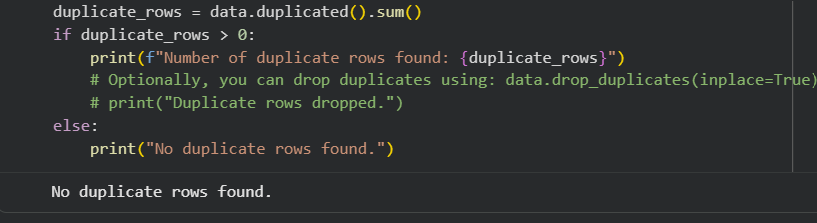 duplicate_rows = data.duplicated().sum()
if duplicate_rows > 0:
    print(f"Number of duplicate rows found: {duplicate_rows}")
    # Optionally, you can drop duplicates using: data.drop_duplicates(inplace=True)
    # print("Duplicate rows dropped.")
else:
    print("No duplicate rows found.")
No duplicate rows found.